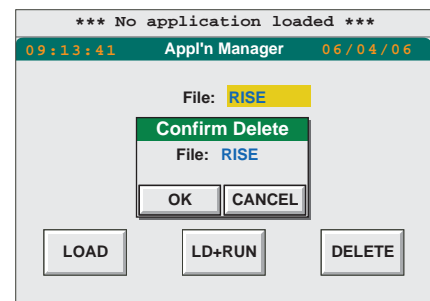 *** No application loaded ***
09:13:41 Appl'n Manager 06/04/06
File: RISE
Confirm Delete
File: RISE
OK CANCEL
LOAD LD+RUN DELETE